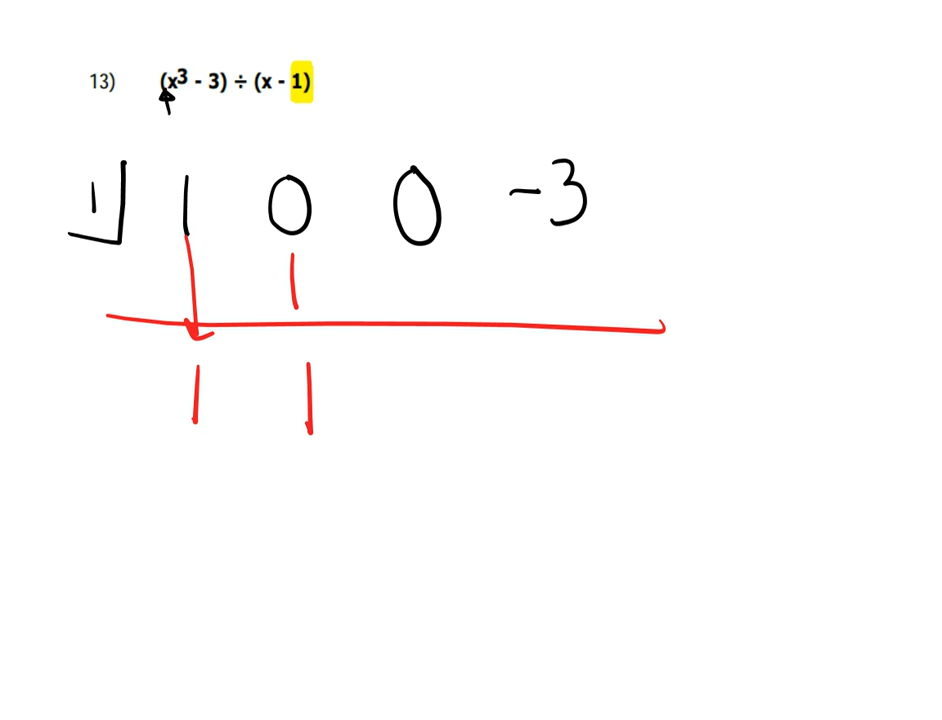 13) (x³ - 3) ÷ (x - 1)
1 1 0 0 -3
1
1 1